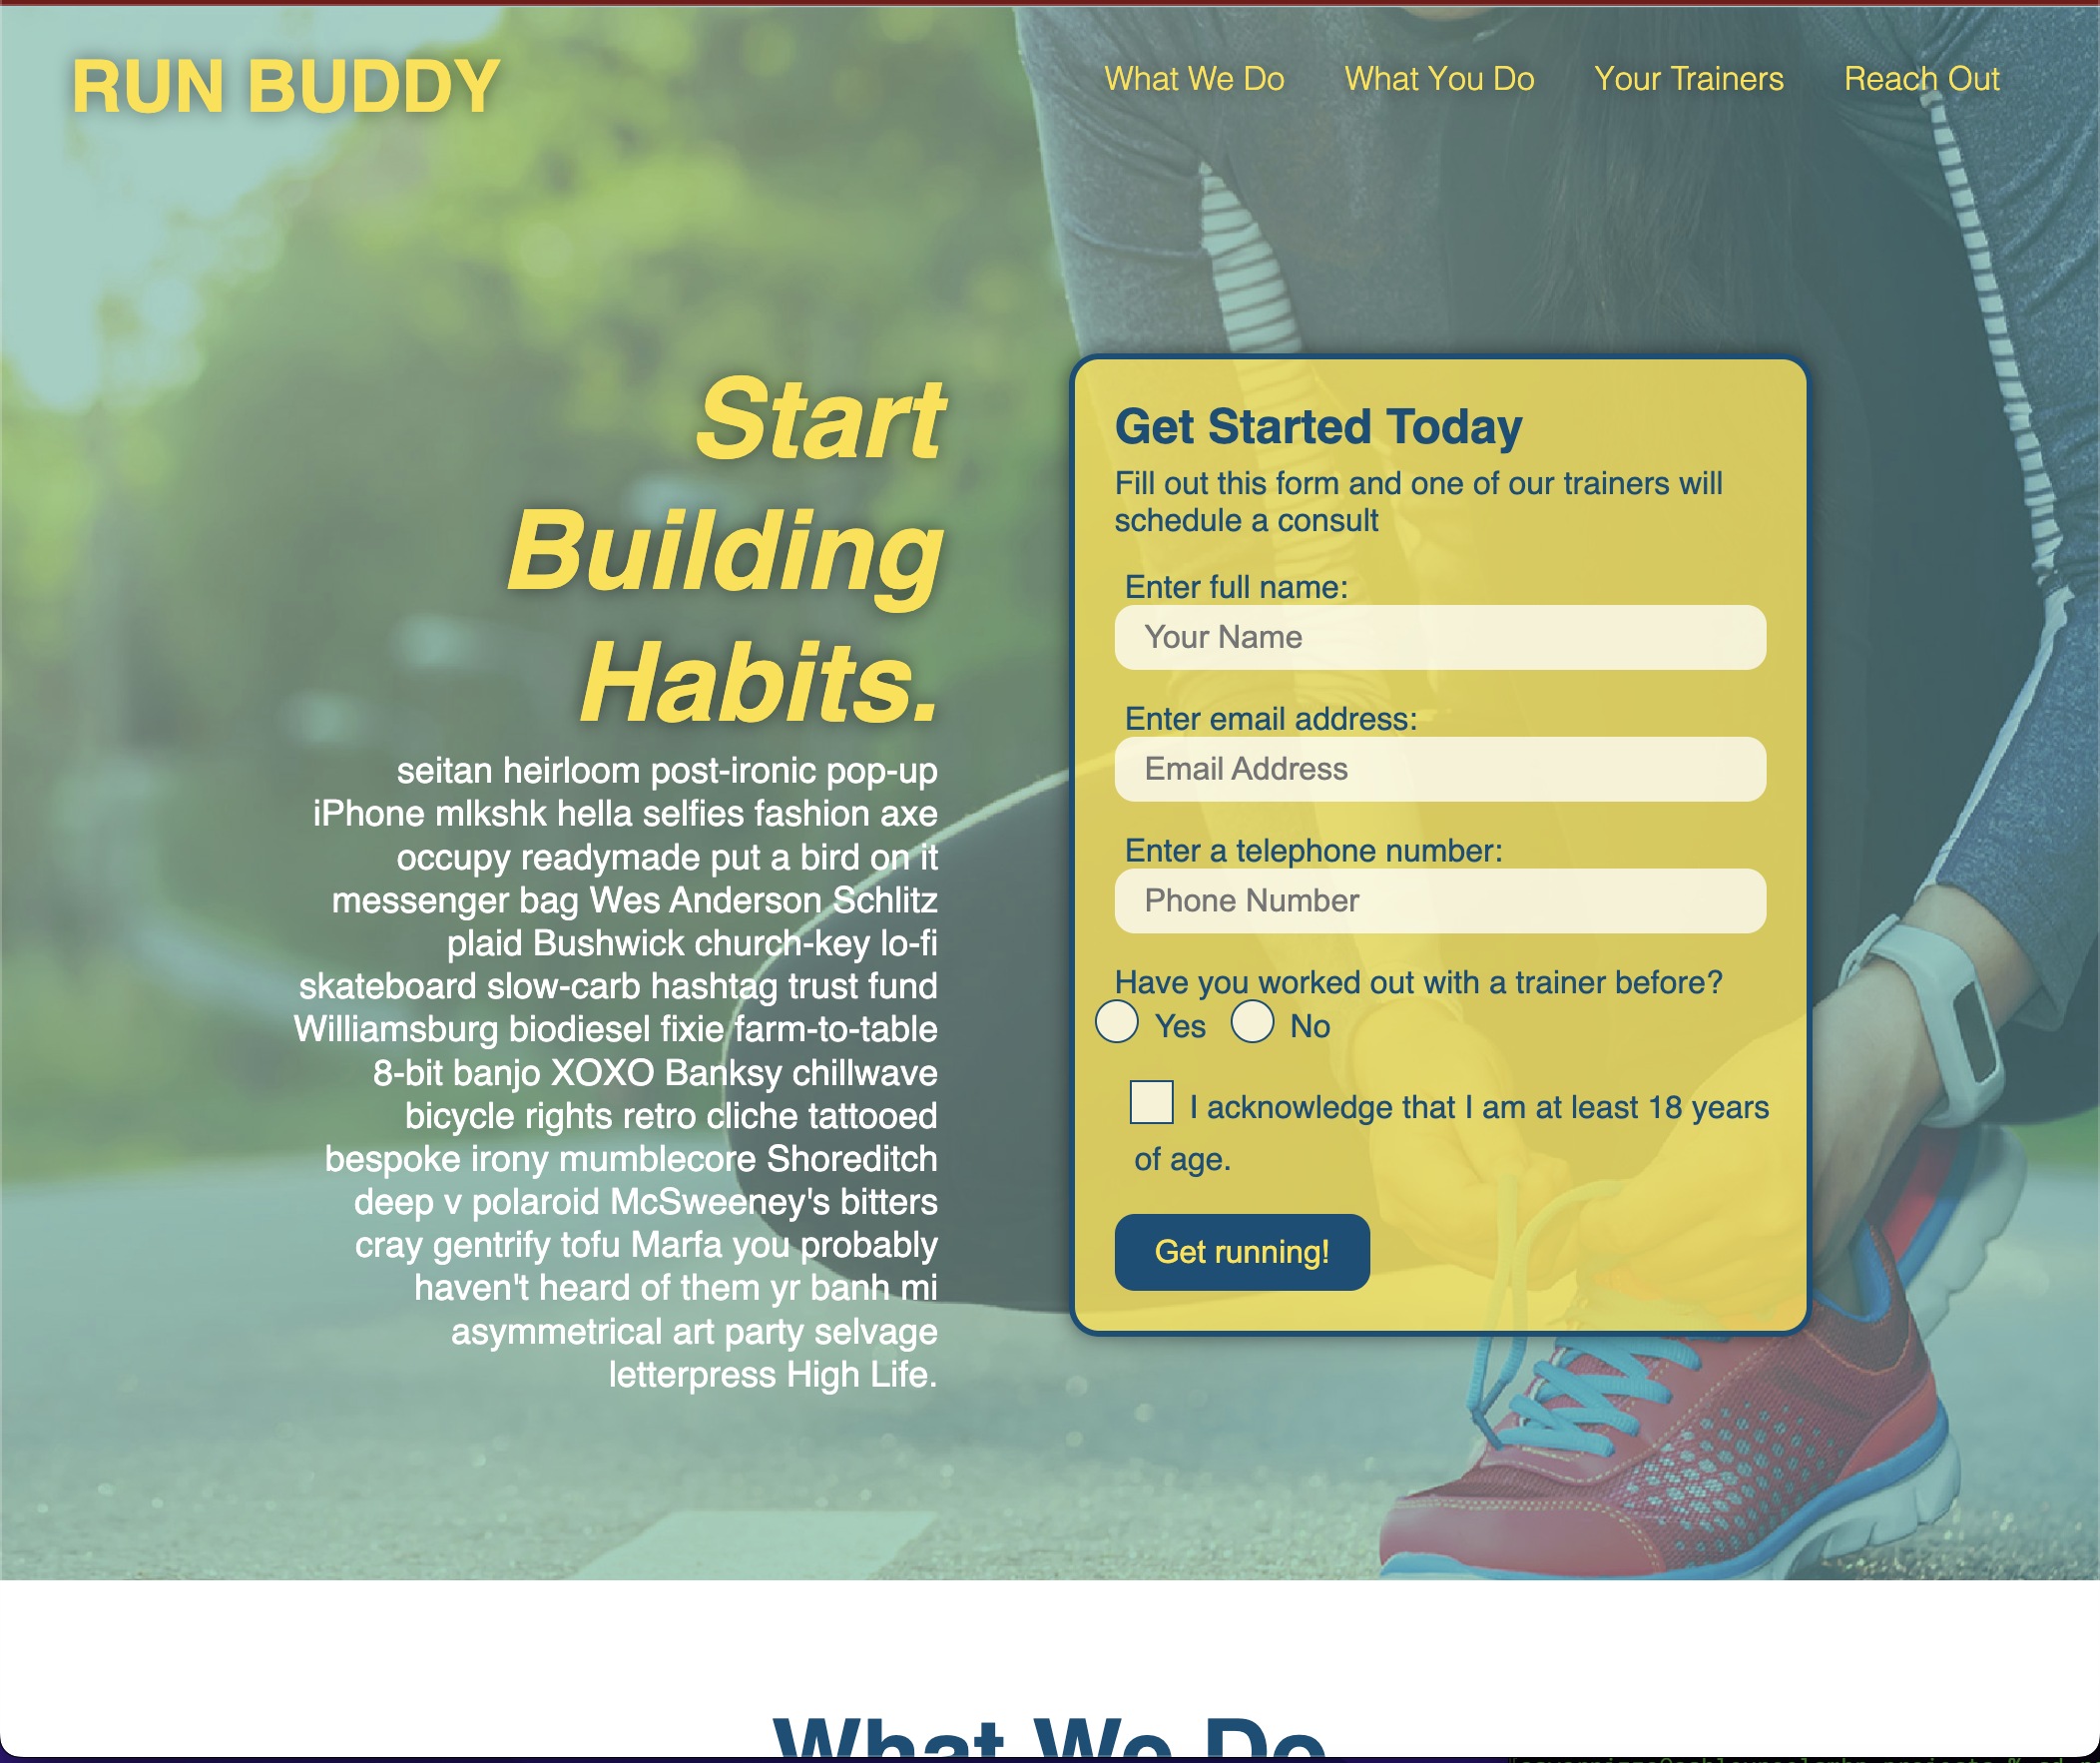 RUN BUDDY
What We Do
What You Do
Your Trainers
Reach Out
Start
Building
Habits.
seitan heirloom post-ironic pop-up
iPhone mlkshk hella selfies fashion axe
occupy readymade put a bird on it
messenger bag Wes Anderson Schlitz
plaid Bushwick church-key lo-fi
skateboard slow-carb hashtag trust fund
Williamsburg biodiesel fixie farm-to-table
8-bit banjo XOXO Banksy chillwave
bicycle rights retro cliche tattooed
bespoke irony mumblecore Shoreditch
deep v polaroid McSweeney's bitters
cray gentrify tofu Marfa you probably
haven't heard of them yr banh mi
asymmetrical art party selvage
letterpress High Life.
Get Started Today
Fill out this form and one of our trainers will
schedule a consult
Enter full name:
Your Name
Enter email address:
Email Address
Enter a telephone number:
Phone Number
Have you worked out with a trainer before?
Yes
No
I acknowledge that I am at least 18 years
of age.
Get running!
What We Do